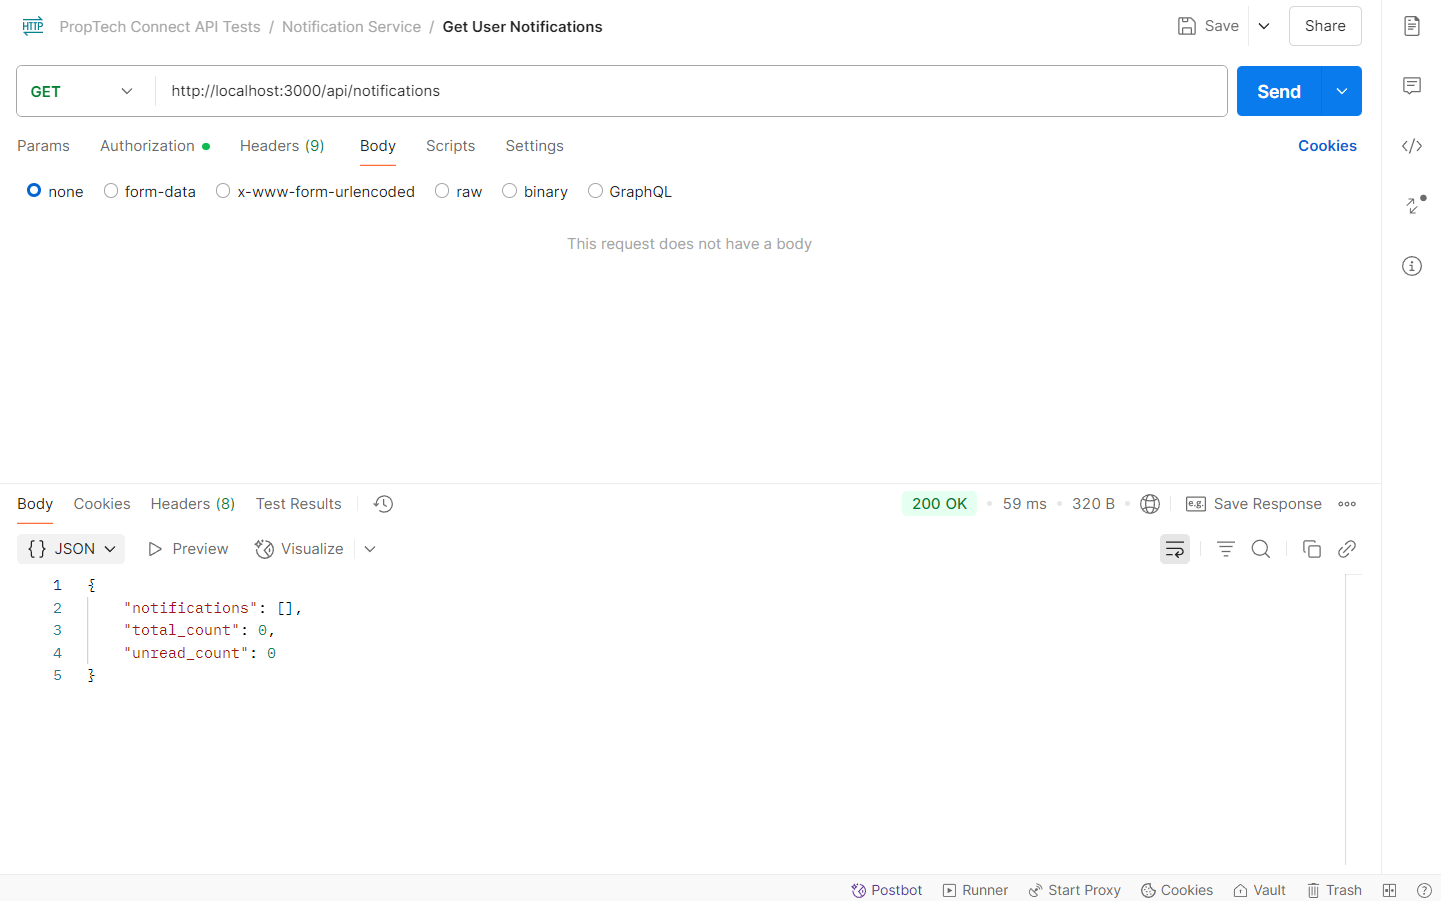 HTTP PropTech Connect API Tests / Notification Service / Get User Notifications Save Share
GET http://localhost:3000/api/notifications Send
Params Authorization Headers (9) Body Scripts Settings Cookies
none form-data x-www-form-urlencoded raw binary GraphQL
This request does not have a body
Body Cookies Headers (8) Test Results 200 OK • 59 ms • 320 B • e.g. Save Response
{} JSON Preview Visualize
1 {
2 "notifications": [],
3 "total_count": 0,
4 "unread_count": 0
5 }
Postbot Runner Start Proxy Cookies Vault Trash